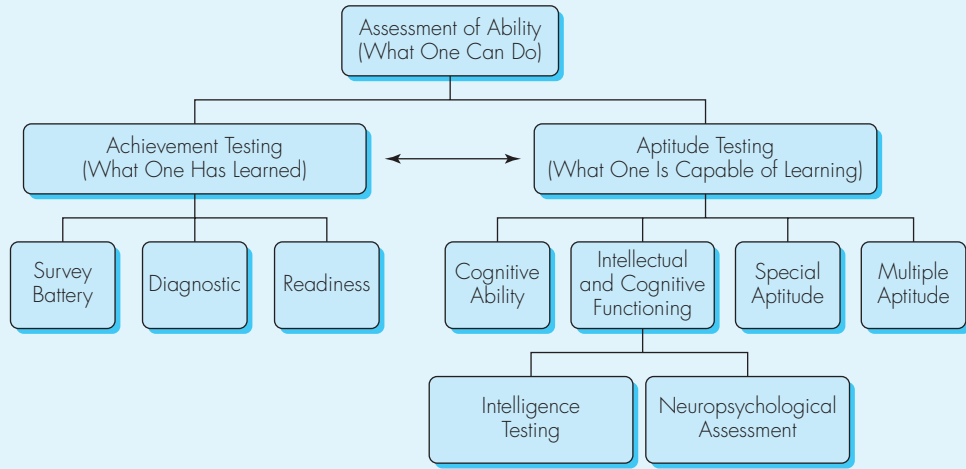 Assessment of Ability
(What One Can Do)
Achievement Testing
(What One Has Learned)
Aptitude Testing
(What One Is Capable of Learning)
Survey
Battery
Diagnostic
Readiness
Cognitive
Ability
Intellectual
and Cognitive
Functioning
Special
Aptitude
Multiple
Aptitude
Intelligence
Testing
Neuropsychological
Assessment